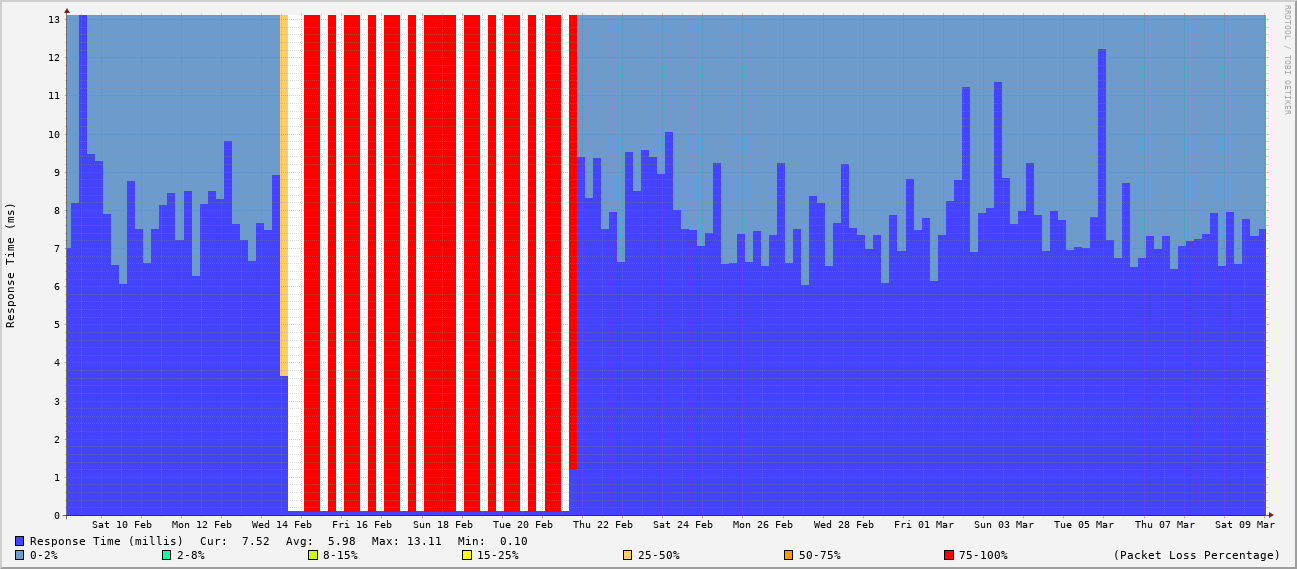 RRDTOOL / TOBI OETIKER
Response Time (ms)
13
12
11
10
9
8
7
6
5
4
3
2
1
0
Sat 10 Feb Mon 12 Feb Wed 14 Feb Fri 16 Feb Sun 18 Feb Tue 20 Feb Thu 22 Feb Sat 24 Feb Mon 26 Feb Wed 28 Feb Fri 01 Mar Sun 03 Mar Tue 05 Mar Thu 07 Mar Sat 09 Mar
Response Time (millis) Cur: 7.52 Avg: 5.98 Max: 13.11 Min: 0.10
0-2% 2-8% 8-15% 15-25% 25-50% 50-75% 75-100% (Packet Loss Percentage)